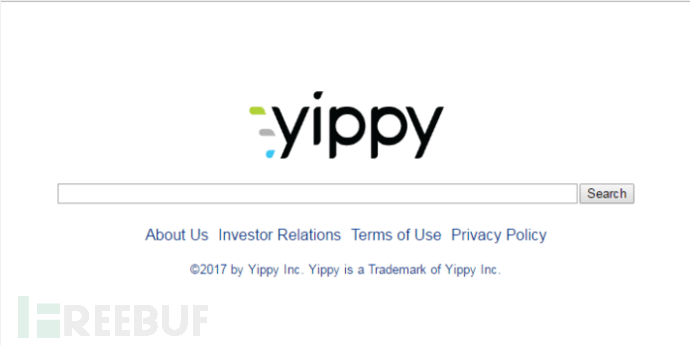 yippy
Search
About Us Investor Relations Terms of Use Privacy Policy
©2017 by Yippy Inc. Yippy is a Trademark of Yippy Inc.
FREEBUF